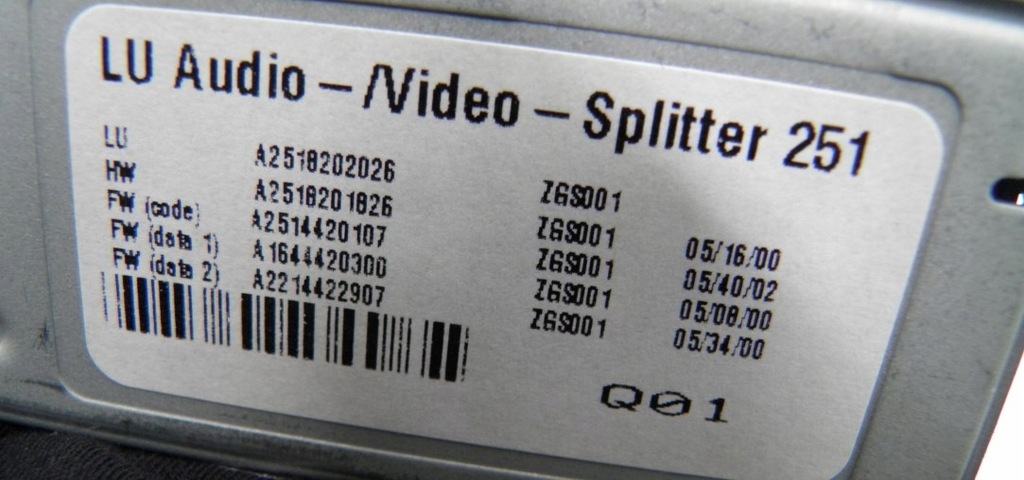 LU Audio – /Video – Splitter 251
LU A2518202026 ZGS001
HW A2518201826 ZGS001 05/16/00
FW (code) A2514420107 ZGS001 05/40/02
FW (data 1) A1644420300 ZGS001 05/08/00
FW (data 2) A2214422907 ZGS001 05/34/00
Q01